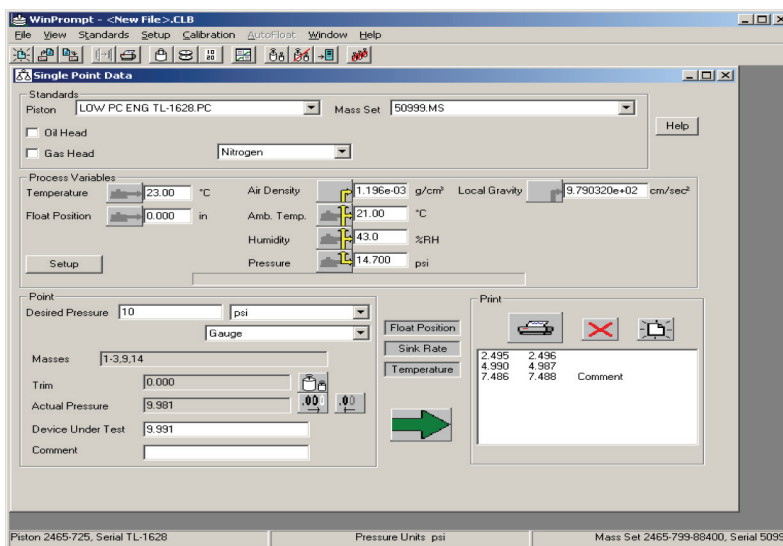 WinPrompt - <New File>.CLB
File View Standards Setup Calibration AutoFloat Window Help
10
20
Single Point Data
Standards
Piston LOW PC ENG TL-1628.PC Mass Set 50999.MS
Oil Head
Help
Gas Head Nitrogen
Process Variables
Temperature 23.00 °C Air Density 1.196e-03 g/cm³ Local Gravity 9.790320e+02 cm/sec²
Float Position 0.000 in Amb. Temp. 21.00 °C
Humidity 43.0 %RH
Setup Pressure 14.700 psi
Point
Desired Pressure 10 psi
Gauge
Masses 1-3,9,14
Trim 0.000
Actual Pressure 9.981 .00 .00
Device Under Test 9.991
Comment
Float Position
Sink Rate
Temperature
Print
2.495 2.496
4.990 4.987
7.486 7.488 Comment
Piston 2465-725, Serial TL-1628 Pressure Units psi Mass Set 2465-799-88400, Serial 509